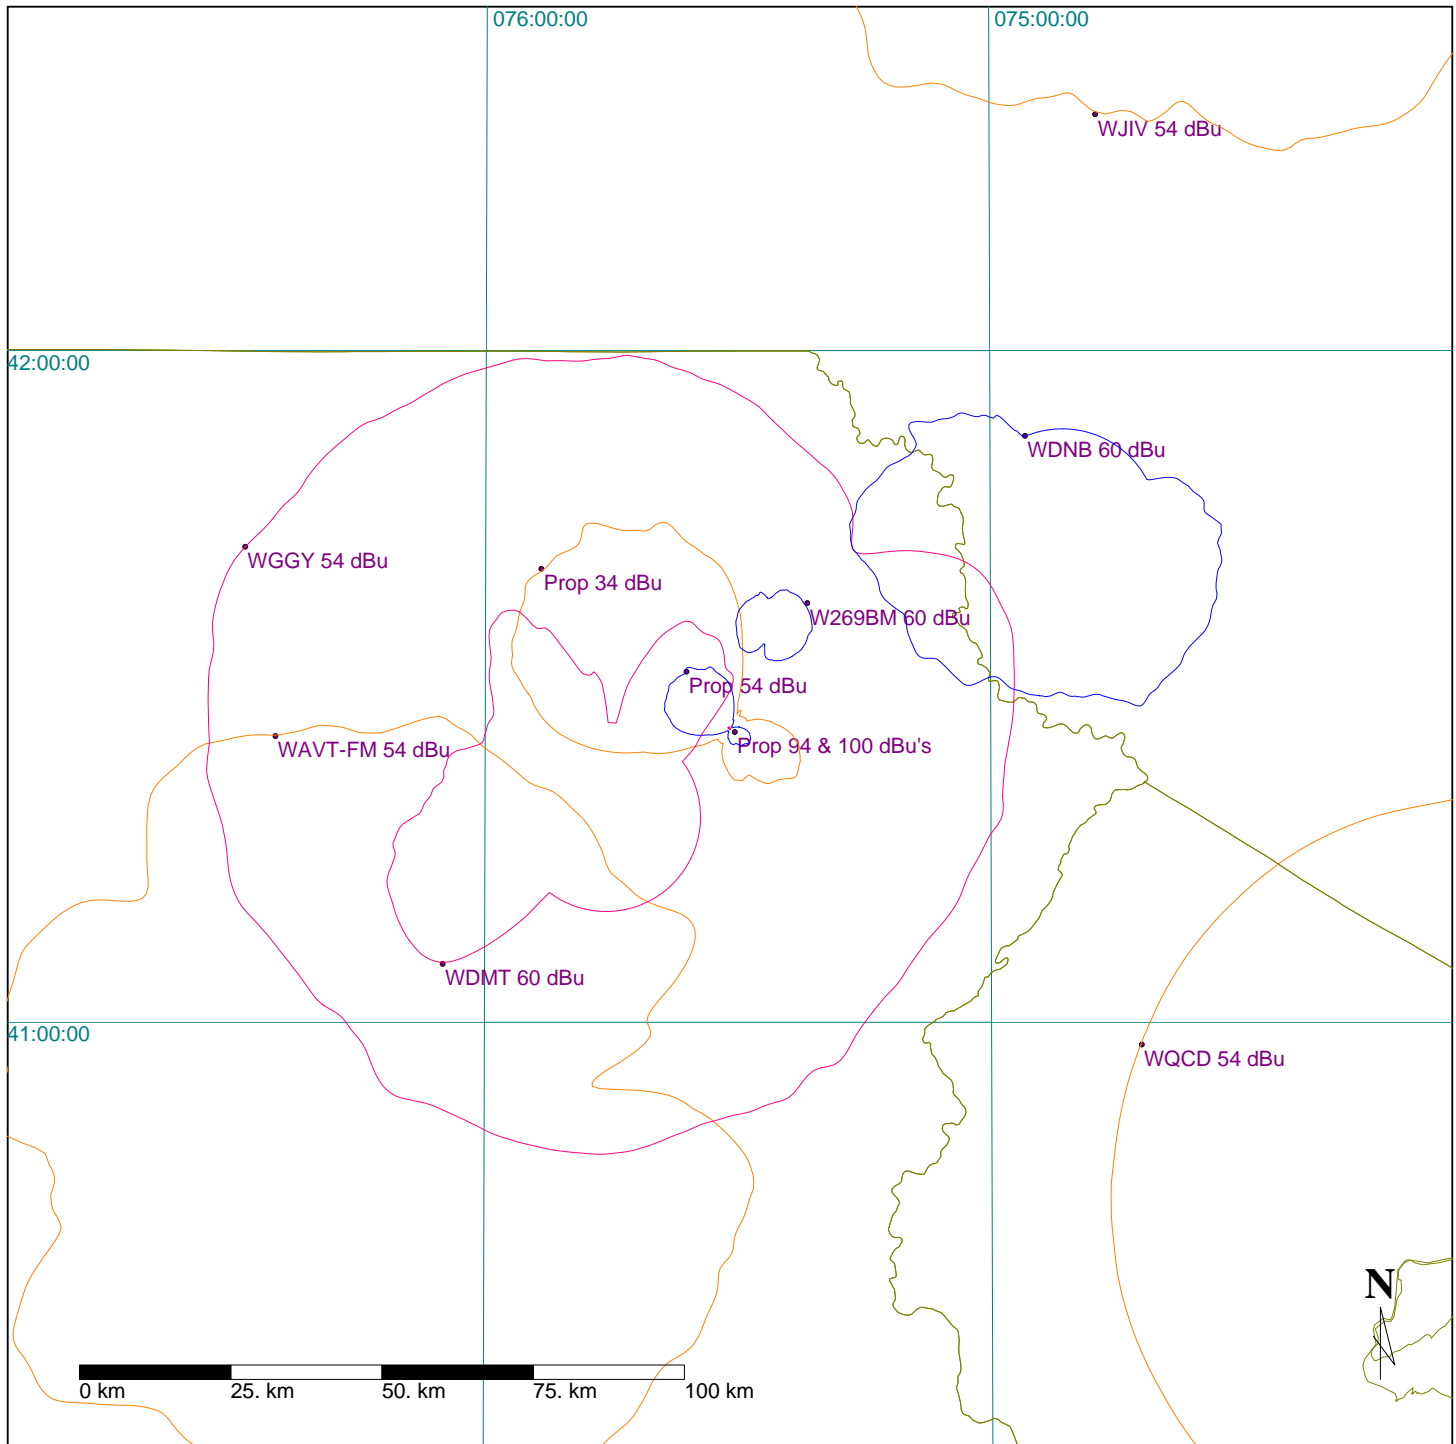 076:00:00
075:00:00
WJIV 54 dBu
42:00:00
WDNB 60 dBu
WGGY 54 dBu
Prop 34 dBu
W269BM 60 dBu
Prop 54 dBu
WAVT-FM 54 dBu
Prop 94 & 100 dBu's
WDMT 60 dBu
41:00:00
WQCD 54 dBu
N
0 km
25. km
50. km
75. km
100 km